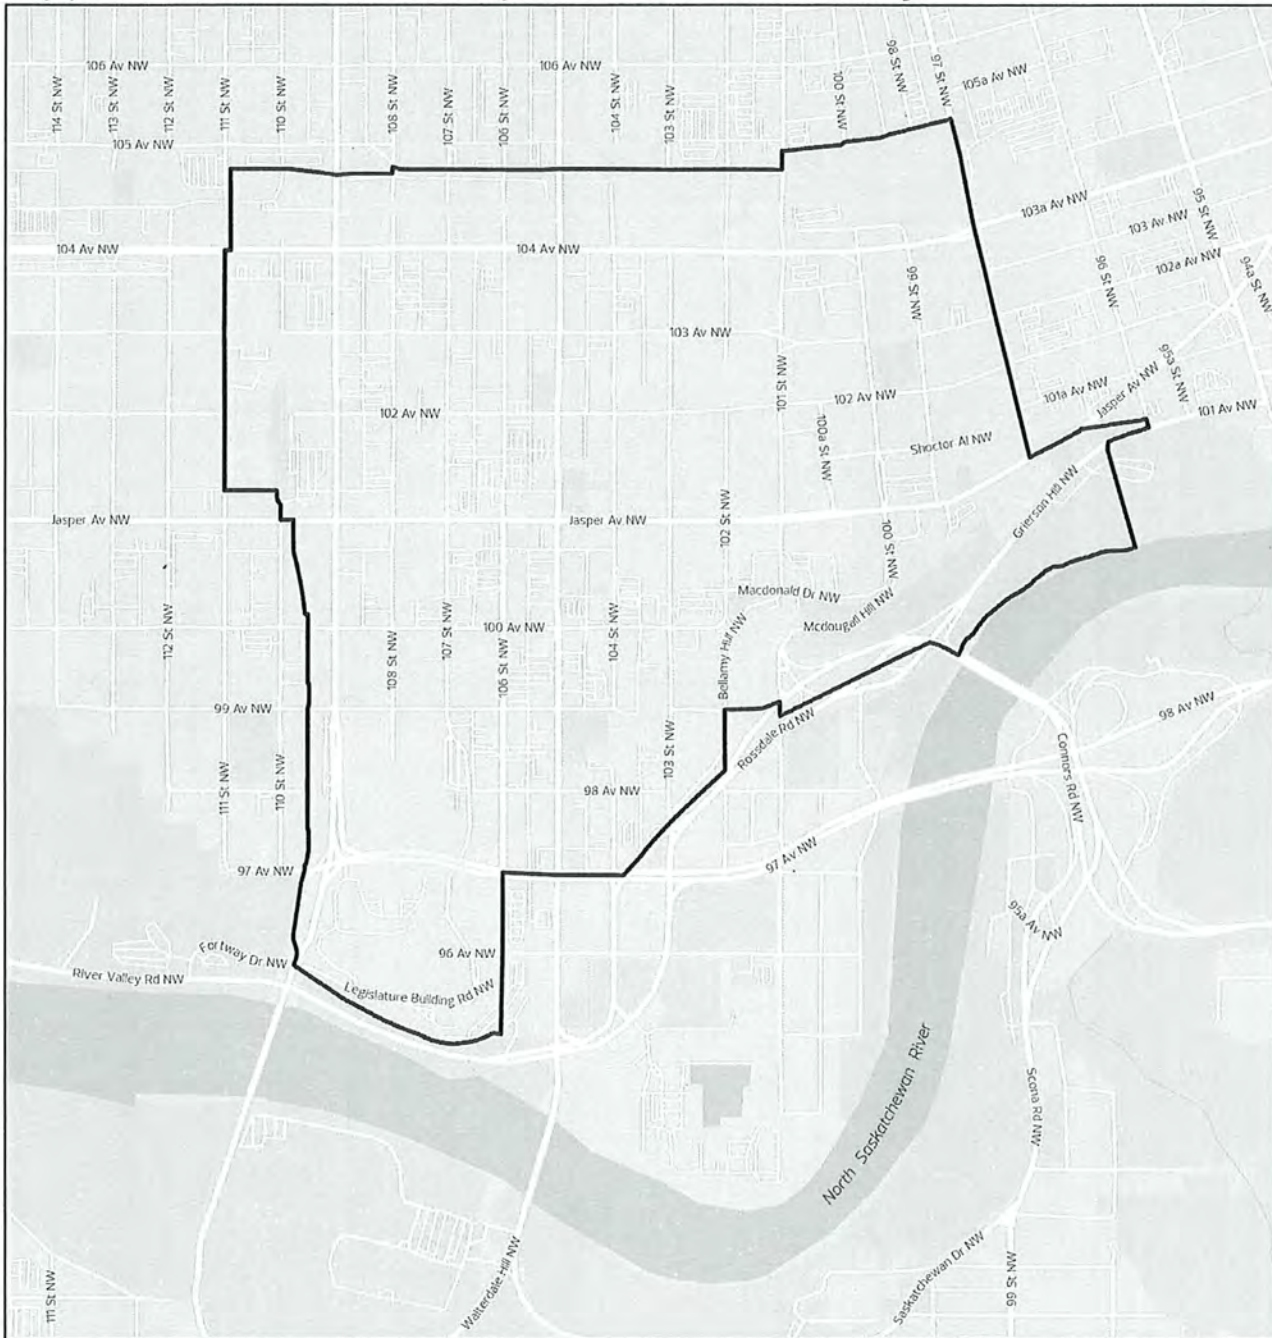 98 St NW
97 St NW
105a Av NW
106 Av NW
106 Av NW
100 St NW
114 St NW
113 St NW
112 St NW
111 St NW
110 St NW
108 St NW
107 St NW
106 St NW
104 St NW
103 St NW
105 Av NW
103a Av NW
95 St NW
103 Av NW
104 Av NW
104 Av NW
102a Av NW
94a St NW
96 St NW
99 St NW
103 Av NW
101 St NW
95a St NW
101a Av NW
Jasper Av NW
102 Av NW
102 Av NW
101 Av NW
100a St NW
Shoctor Al NW
Grierson Hill NW
Jasper Av NW
Jasper Av NW
102 St NW
100 St NW
Macdonald Dr NW
Mcdougall Hill NW
112 St NW
108 St NW
107 St NW
100 Av NW
106 St NW
104 St NW
Bellamy Hill NW
99 Av NW
98 Av NW
Rossdale Rd NW
103 St NW
Connors Rd NW
111 St NW
110 St NW
98 Av NW
97 Av NW
97 Av NW
95a Av NW
Fortway Dr NW
96 Av NW
River Valley Rd NW
Legislature Building Rd NW
North Saskatchewan River
Scona Rd NW
Saskatchewan Dr NW
99 St NW
Walterdale Hill NW
111 St NW